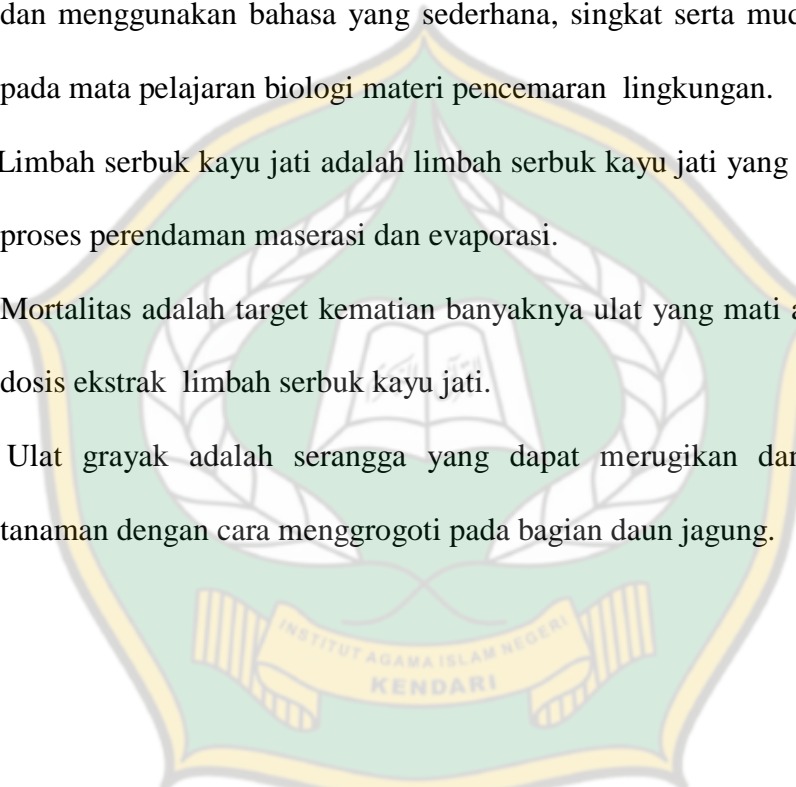 dan menggunakan bahasa yang sederhana, singkat serta
pada mata pelajaran biologi materi pencemaran lingkungan.
Limbah serbuk kayu jati adalah limbah serbuk kayu jati yang
proses perendaman maserasi dan evaporasi.
Mortalitas adalah target kematian banyaknya ulat yang mati
dosis ekstrak limbah serbuk kayu jati.
Ulat grayak adalah serangga yang dapat merugikan
tanaman dengan cara menggrogoti pada bagian daun jagung.
INSTITUT AGAMA ISLAM NEGERI
KENDARI